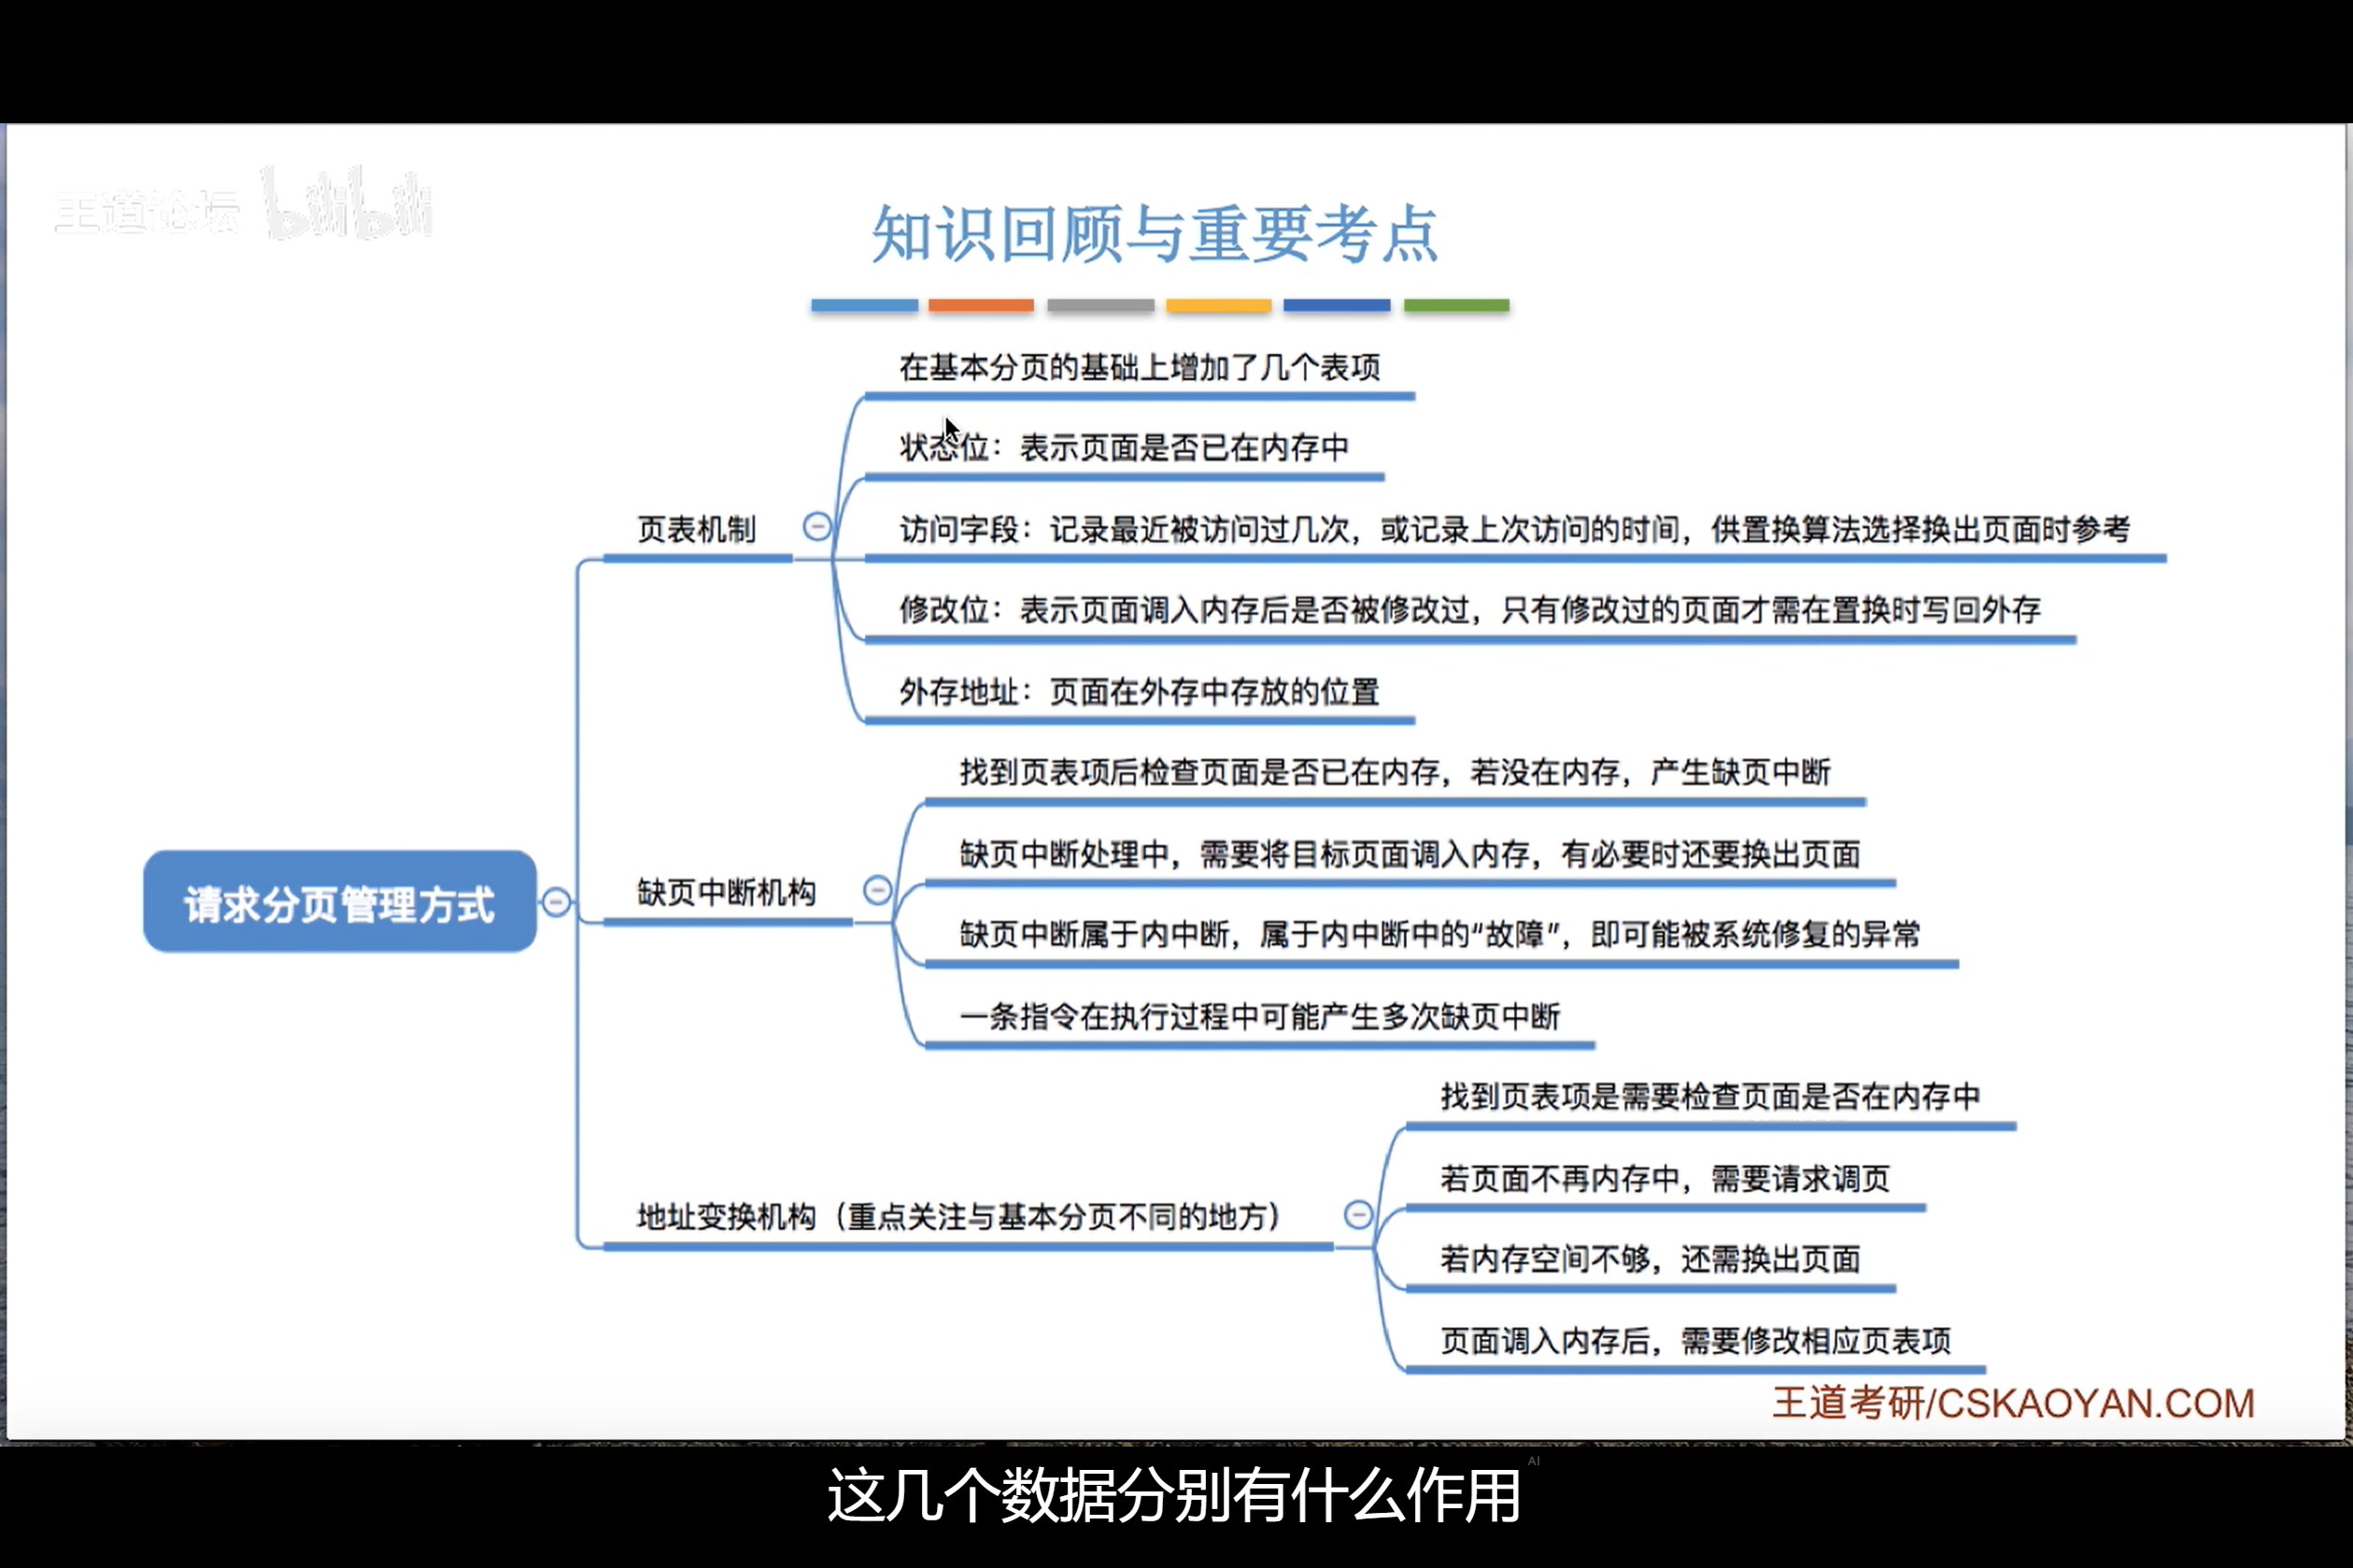 王道论坛 bilibili
知识回顾与重要考点
在基本分页的基础上增加了几个表项
状态位：表示页面是否已在内存中
页表机制
访问字段：记录最近被访问过几次，或记录上次访问的时间，供置换算法选择换出页面时参考
修改位：表示页面调入内存后是否被修改过，只有修改过的页面才需在置换时写回外存
外存地址：页面在外存中存放的位置
找到页表项后检查页面是否已在内存，若没在内存，产生缺页中断
缺页中断处理中，需要将目标页面调入内存，有必要时还要换出页面
请求分页管理方式
缺页中断机构
缺页中断属于内中断，属于内中断中的“故障”，即可能被系统修复的异常
一条指令在执行过程中可能产生多次缺页中断
找到页表项是需要检查页面是否在内存中
若页面不再内存中，需要请求调页
地址变换机构（重点关注与基本分页不同的地方）
若内存空间不够，还需换出页面
页面调入内存后，需要修改相应页表项
王道考研/CSKAOYAN.COM
AI
这几个数据分别有什么作用